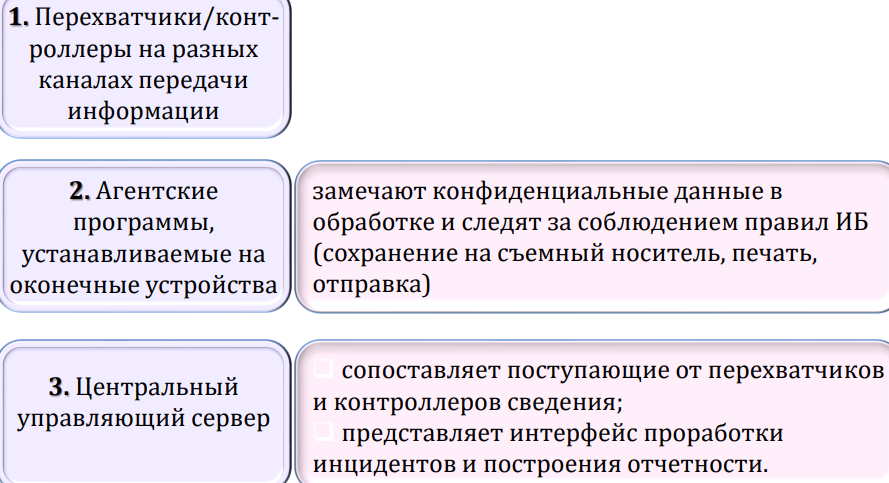 1. Перехватчики/конт-
роллеры на разных
каналах передачи
информации
2. Агентские
программы,
устанавливаемые на
оконечные устройства
замечают конфиденциальные данные в
обработке и следят за соблюдением правил ИБ
(сохранение на съемный носитель, печать,
отправка)
3. Центральный
управляющий сервер
сопоставляет поступающие от перехватчиков
и контроллеров сведения;
представляет интерфейс проработки
инцидентов и построения отчетности.